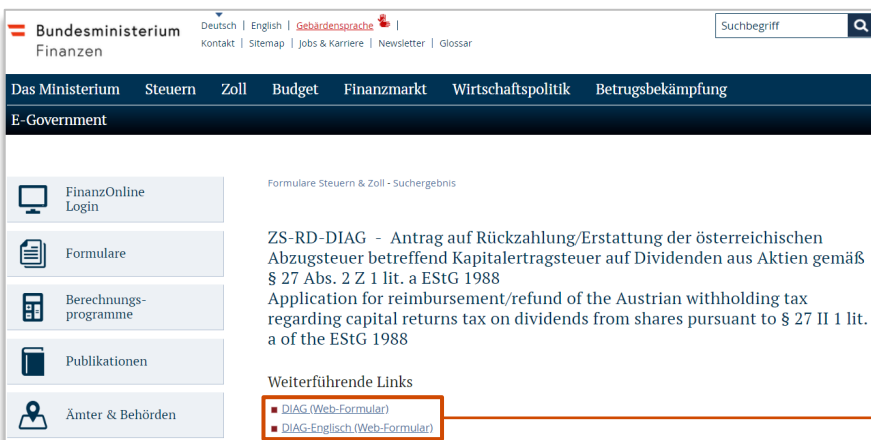 Bundesministerium
Finanzen
Deutsch | English | Gebärdensprache |
Kontakt | Sitemap | Jobs & Karriere | Newsletter | Glossar
Suchbegriff
Das Ministerium Steuern Zoll Budget Finanzmarkt Wirtschaftspolitik Betrugsbekämpfung
E-Government
FinanzOnline
Login
Formulare
Berechnungs-
programme
Publikationen
Ämter & Behörden
Formulare Steuern & Zoll - Suchergebnis
ZS-RD-DIAG - Antrag auf Rückzahlung/Erstattung der österreichischen
Abzugsteuer betreffend Kapitalertragsteuer auf Dividenden aus Aktien gemäß
§ 27 Abs. 2 Z 1 lit. a EStG 1988
Application for reimbursement/refund of the Austrian withholding tax
regarding capital returns tax on dividends from shares pursuant to § 27 II 1 lit.
a of the EStG 1988
Weiterführende Links
DIAG (Web-Formular)
DIAG-Englisch (Web-Formular)